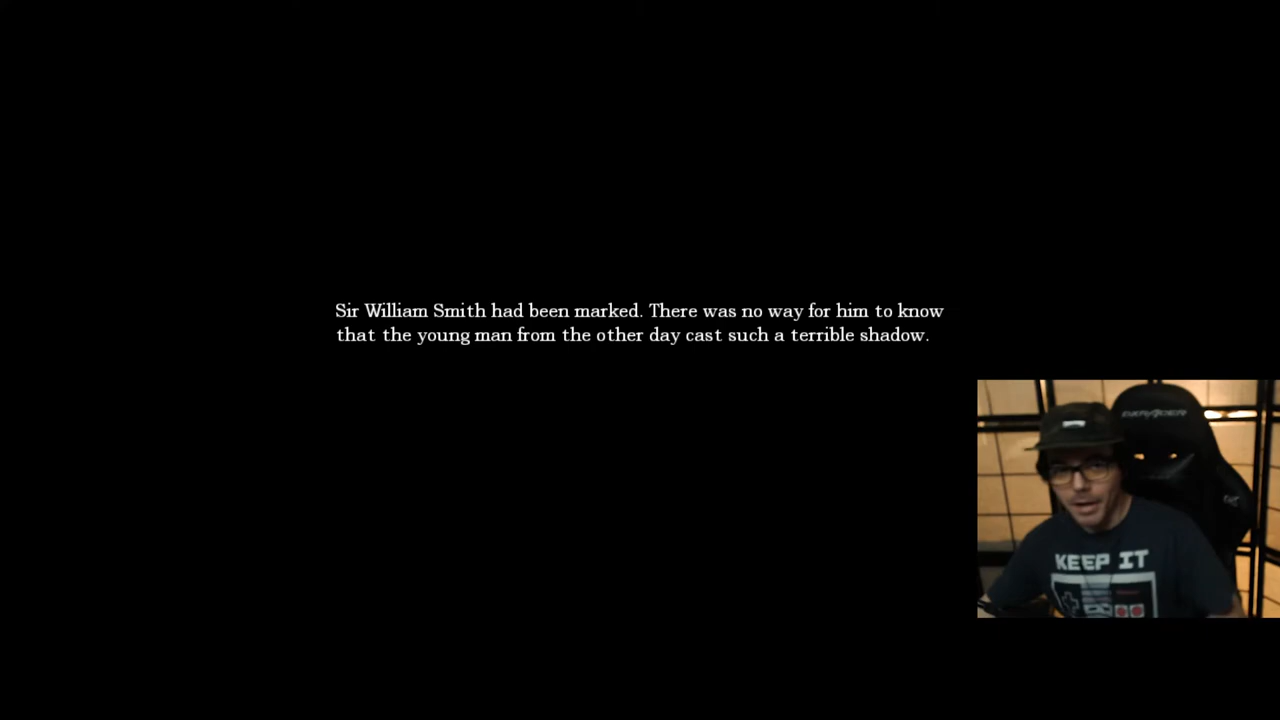 Sir William Smith had been marked. There was no way for him to know
that the young man from the other day cast such a terrible shadow.
KEEP IT